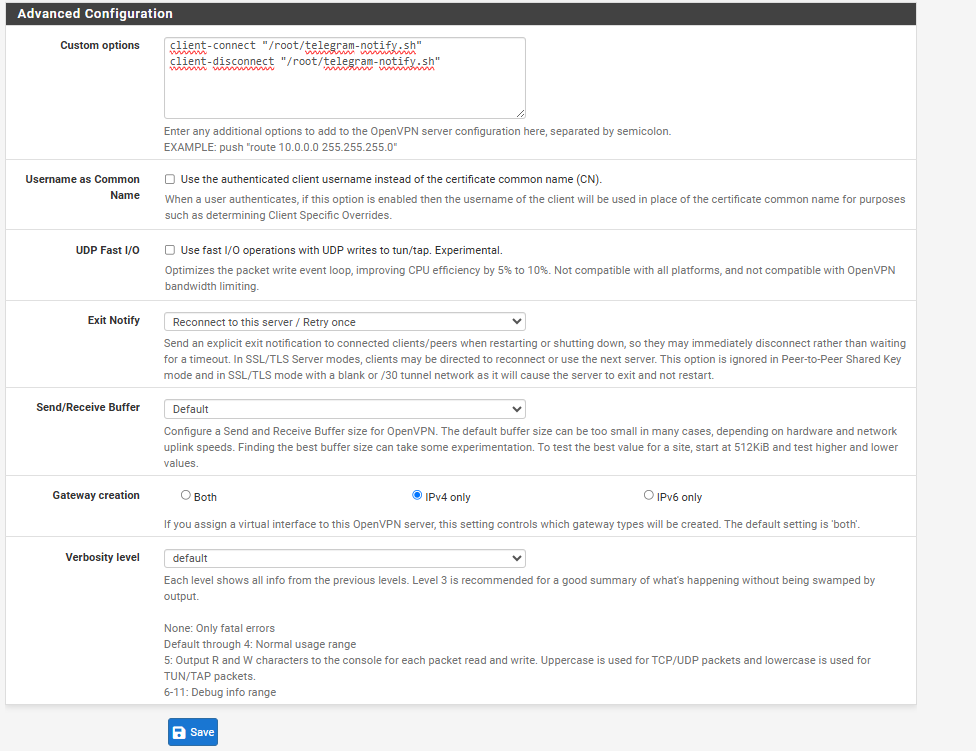 Advanced Configuration
Custom options
client-connect "/root/telegram-notify.sh"
client-disconnect "/root/telegram-notify.sh"
Enter any additional options to add to the OpenVPN server configuration here, separated by semicolon.
EXAMPLE: push "route 10.0.0.0 255.255.255.0"
Username as Common
Name
Use the authenticated client username instead of the certificate common name (CN).
When a user authenticates, if this option is enabled then the username of the client will be used in place of the certificate common name for purposes
such as determining Client Specific Overrides.
UDP Fast I/O
Use fast I/O operations with UDP writes to tun/tap. Experimental.
Optimizes the packet write event loop, improving CPU efficiency by 5% to 10%. Not compatible with all platforms, and not compatible with OpenVPN
bandwidth limiting.
Exit Notify
Reconnect to this server / Retry once
Send an explicit exit notification to connected clients/peers when restarting or shutting down, so they may immediately disconnect rather than waiting
for a timeout. In SSL/TLS Server modes, clients may be directed to reconnect or use the next server. This option is ignored in Peer-to-Peer Shared Key
mode and in SSL/TLS mode with a blank or /30 tunnel network as it will cause the server to exit and not restart.
Send/Receive Buffer
Default
Configure a Send and Receive Buffer size for OpenVPN. The default buffer size can be too small in many cases, depending on hardware and network
uplink speeds. Finding the best buffer size can take some experimentation. To test the best value for a site, start at 512KiB and test higher and lower
values.
Gateway creation
Both
IPv4 only
IPv6 only
If you assign a virtual interface to this OpenVPN server, this setting controls which gateway types will be created. The default setting is 'both'.
Verbosity level
default
Each level shows all info from the previous levels. Level 3 is recommended for a good summary of what's happening without being swamped by
output.
None: Only fatal errors
Default through 4: Normal usage range
5: Output R and W characters to the console for each packet read and write. Uppercase is used for TCP/UDP packets and lowercase is used for
TUN/TAP packets.
6-11: Debug info range
Save